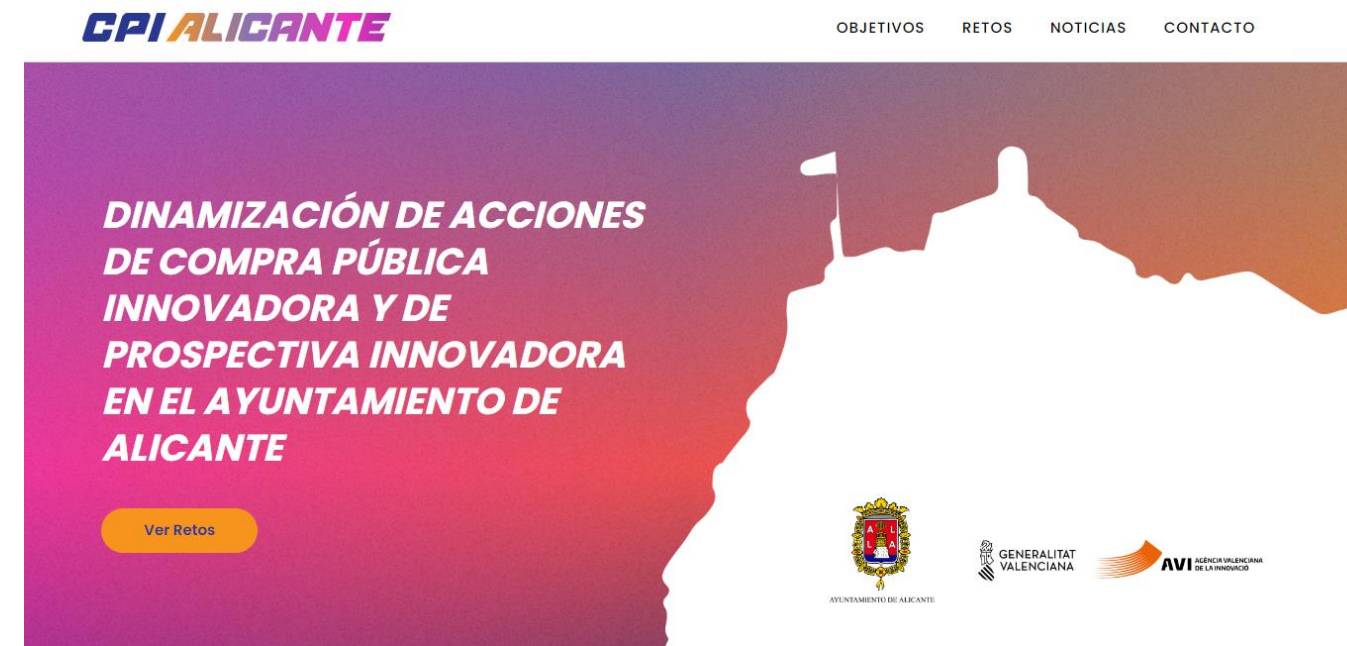 CPI ALICANTE
OBJETIVOS RETOS NOTICIAS CONTACTO
DINAMIZACIÓN DE ACCIONES
DE COMPRA PÚBLICA
INNOVADORA Y DE
PROSPECTIVA INNOVADORA
EN EL AYUNTAMIENTO DE
ALICANTE
Ver Retos
A L
L A
AYUNTAMIENTO DE ALICANTE
GENERALITAT
VALENCIANA
AVI AGÈNCIA VALENCIANA
DE LA INNOVACIÓ